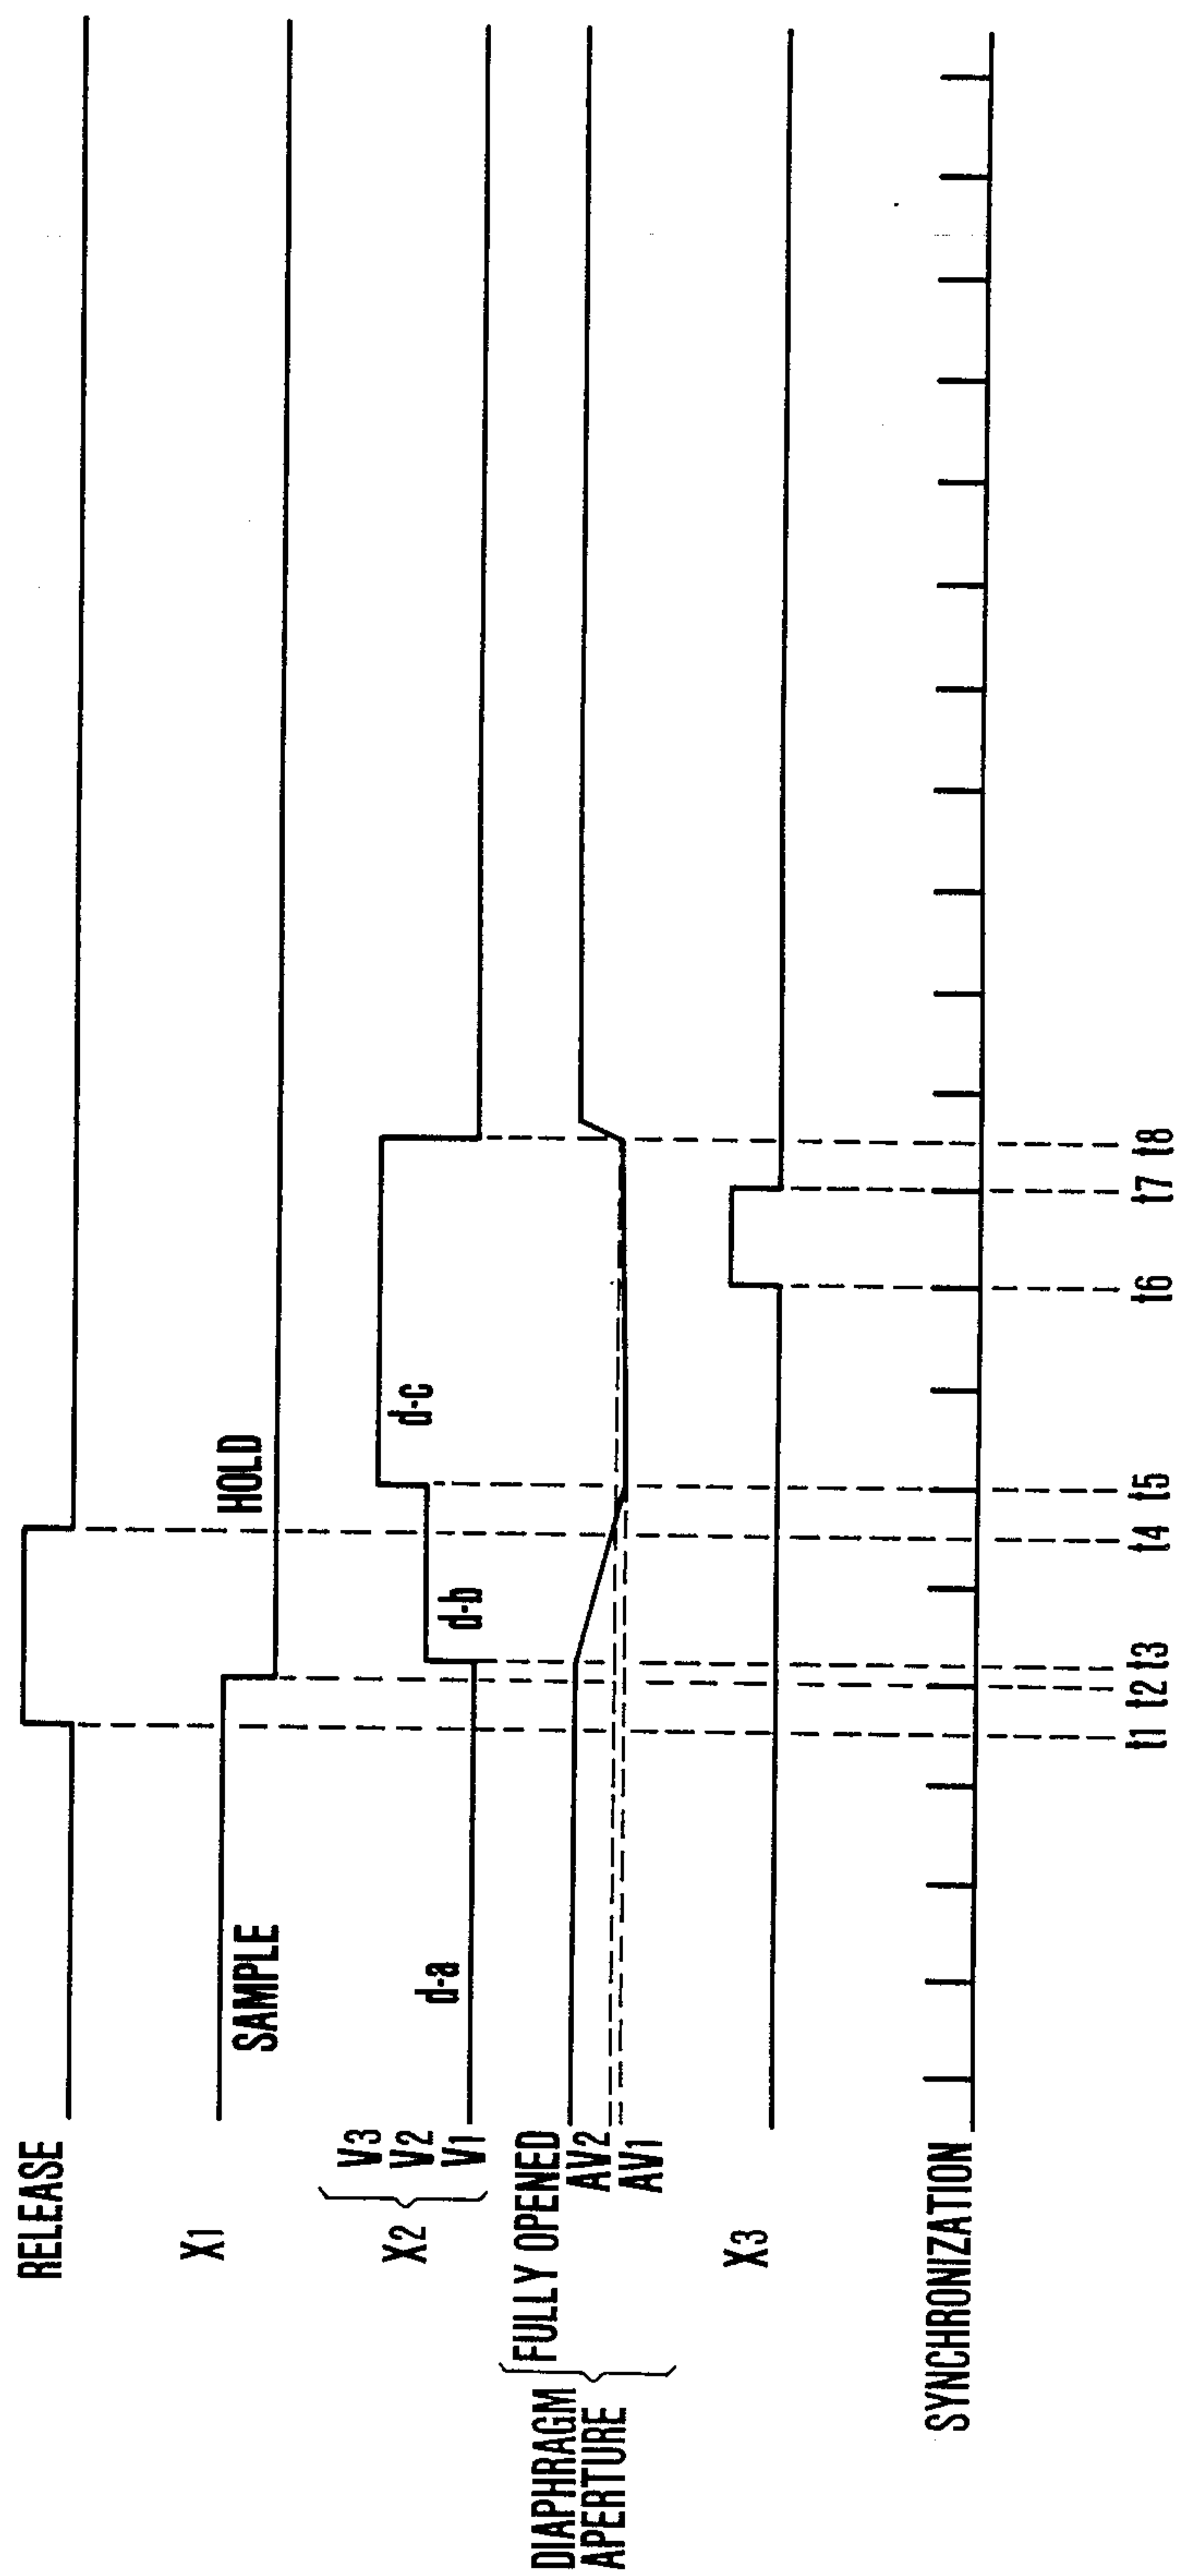 RELEASE
X1
SAMPLE
HOLD
X2
V3
V2
V1
d-a
d-b
d-c
DIAPHRAGM
APERTURE
FULLY OPENED
AV2
AV1
X3
SYNCHRONIZATION
t1 t2 t3 t4 t5 t6 t7 t8